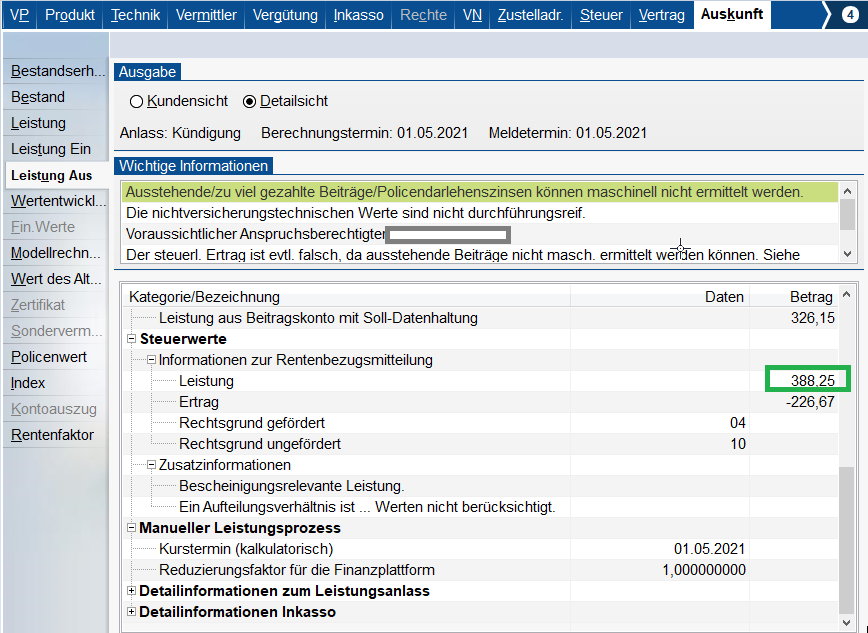 VP Produkt Technik Vermittler Vergütung Inkasso Rechte VN Zustelladr. Steuer Vertrag Auskunft 4
Bestandserh...
Bestand
Leistung
Leistung Ein
Leistung Aus
Wertentwickl...
Fin.Werte
Modellrechn...
Wert des Alt...
Zertifikat
Sonderverm...
Policenwert
Index
Kontoauszug
Rentenfaktor
Ausgabe
Kundensicht Detailsicht
Anlass: Kündigung Berechnungstermin: 01.05.2021 Meldetermin: 01.05.2021
Wichtige Informationen
Ausstehende/zu viel gezahlte Beiträge/Policendarlehenszinsen können maschinell nicht ermittelt werden.
Die nichtversicherungstechnischen Werte sind nicht durchführungsreif.
Voraussichtlicher Anspruchsberechtigter
Der steuerl. Ertrag ist evtl. falsch, da ausstehende Beiträge nicht masch. ermittelt werden können. Siehe
Kategorie/Bezeichnung Daten Betrag
Leistung aus Beitragskonto mit Soll-Datenhaltung 326,15
Steuerwerte
Informationen zur Rentenbezugsmitteilung
Leistung 388,25
Ertrag -226,67
Rechtsgrund gefördert 04
Rechtsgrund ungefördert 10
Zusatzinformationen
Bescheinigungsrelevante Leistung.
Ein Aufteilungsverhältnis ist ... Werten nicht berücksichtigt.
Manueller Leistungsprozess
Kurstermin (kalkulatorisch) 01.05.2021
Reduzierungsfaktor für die Finanzplattform 1,000000000
Detailinformationen zum Leistungsanlass
Detailinformationen Inkasso